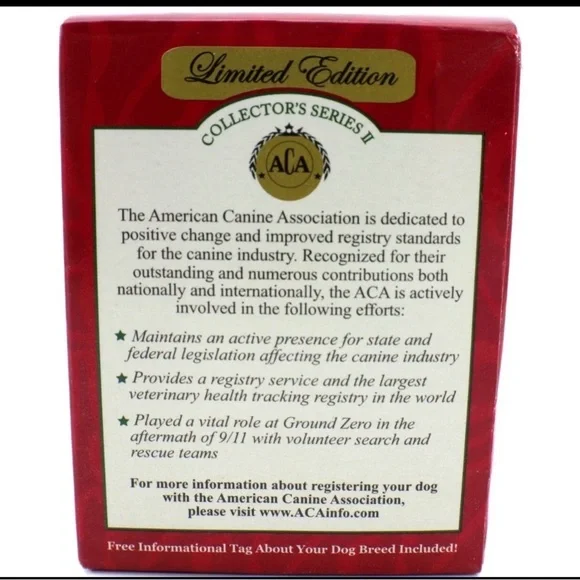 Limited Edition
COLLECTOR'S SERIES II
ACA
The American Canine Association is dedicated to
positive change and improved registry standards
for the canine industry. Recognized for their
outstanding and numerous contributions both
nationally and internationally, the ACA is actively
involved in the following efforts:
★ Maintains an active presence for state and
federal legislation affecting the canine industry
★ Provides a registry service and the largest
veterinary health tracking registry in the world
★ Played a vital role at Ground Zero in the
aftermath of 9/11 with volunteer search and
rescue teams
For more information about registering your dog
with the American Canine Association,
please visit www.ACAinfo.com
Free Informational Tag About Your Dog Breed Included!